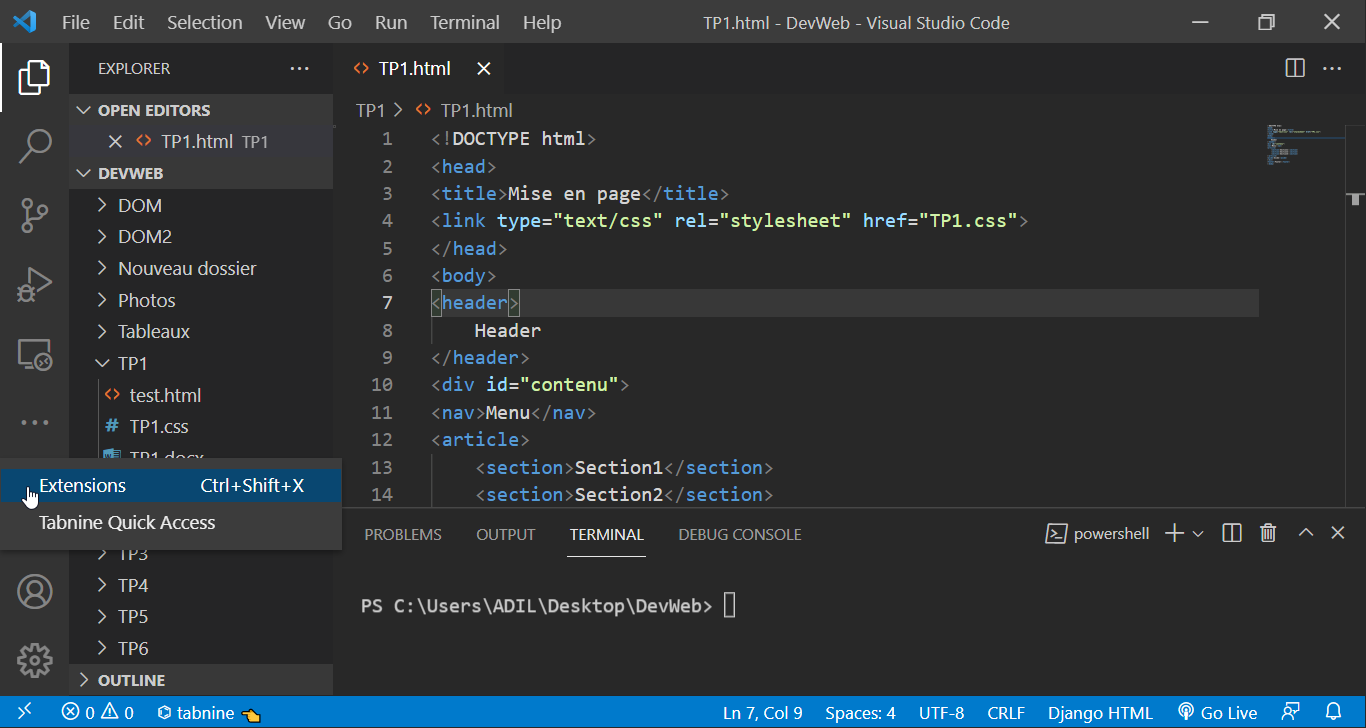 File Edit Selection View Go Run Terminal Help
TP1.html - DevWeb - Visual Studio Code
EXPLORER
OPEN EDITORS
TP1.html TP1
DEVWEB
DOM
DOM2
Nouveau dossier
Photos
Tableaux
TP1
test.html
TP1.css
TP1.docx
Extensions Ctrl+Shift+X
Tabnine Quick Access
TP3
TP4
TP5
TP6
OUTLINE
TP1.html
TP1 > TP1.html
1 <!DOCTYPE html>
2 <head>
3 <title>Mise en page</title>
4 <link type="text/css" rel="stylesheet" href="TP1.css">
5 </head>
6 <body>
7 <header>
8 Header
9 </header>
10 <div id="contenu">
11 <nav>Menu</nav>
12 <article>
13 <section>Section1</section>
14 <section>Section2</section>
PROBLEMS OUTPUT TERMINAL DEBUG CONSOLE
powershell
PS C:\Users\ADIL\Desktop\DevWeb>
0 0 tabnine
Ln 7, Col 9 Spaces: 4 UTF-8 CRLF Django HTML Go Live